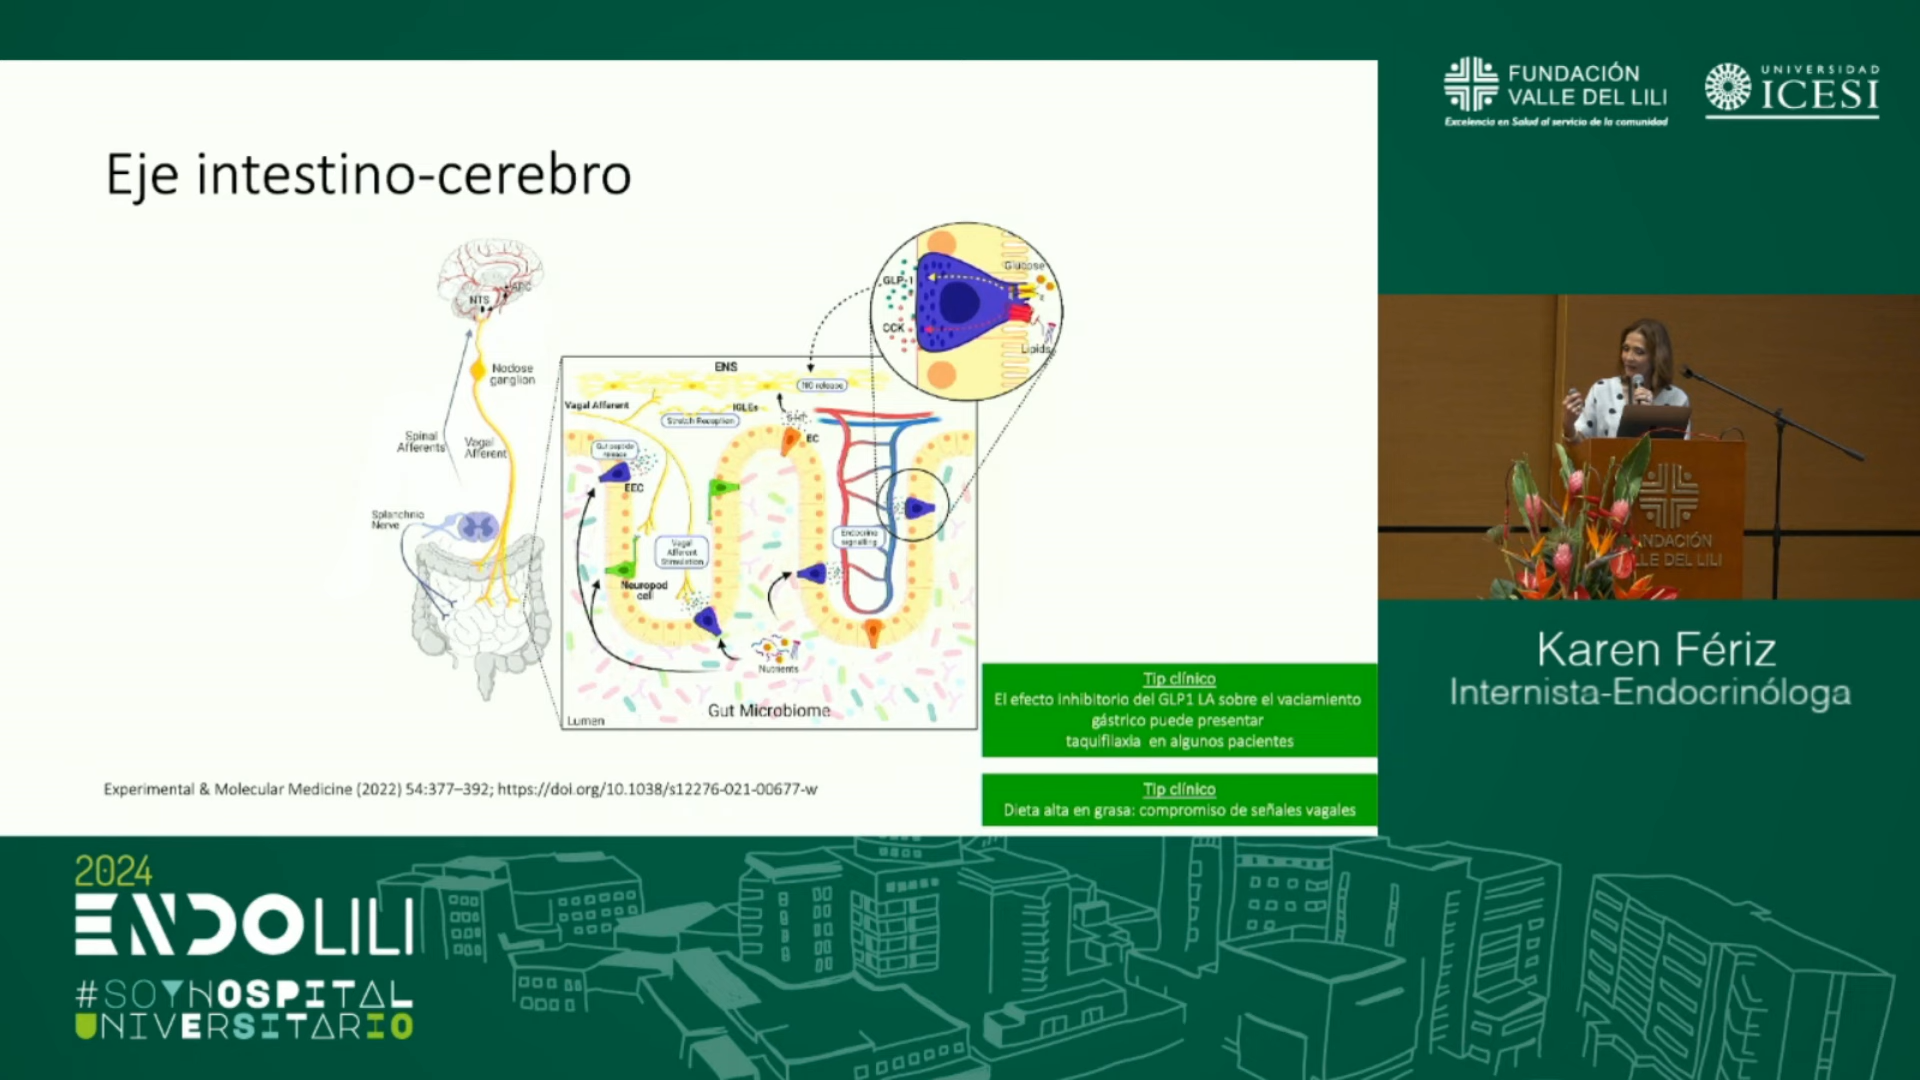 FUNDACIÓN
VALLE DEL LILI
Excelencia en Salud al servicio de la comunidad
UNIVERSIDAD
ICESI
Eje intestino-cerebro
NTS
Nodose
ganglion
Spinal
Afferents
Vagal
Afferent
Splanchnic
Nerve
GLP-1
CCK
Glucose
Lipids
ENS
NO release
Vagal Afferent
IGLEs
Stretch Reception
5-HT
EC
Gut peptide
release
EEC
Vagal
Afferent
Stimulation
Endocrine
signalling
Neuropod
cell
Nutrients
Gut Microbiome
Lumen
Tip clínico
El efecto inhibitorio del GLP1 LA sobre el vaciamiento
gástrico puede presentar
taquifilaxia en algunos pacientes
Tip clínico
Dieta alta en grasa: compromiso de señales vagales
Experimental & Molecular Medicine (2022) 54:377–392; https://doi.org/10.1038/s12276-021-00677-w
NDACIÓN
LE DEL LILI
Karen Fériz
Internista-Endocrinóloga
2024
ENDOLILI
#SOYHOSPITAL
UNIVERSITARIO